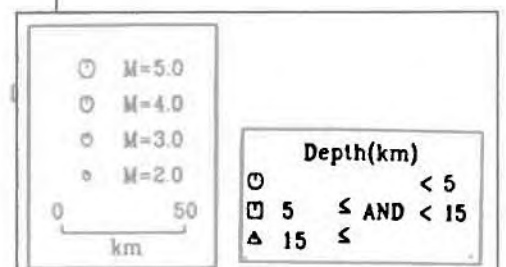 M=5.0
M=4.0
M=3.0
M=2.0
0 50
km
Depth(km)
< 5
5 ≤ AND < 15
15 ≤